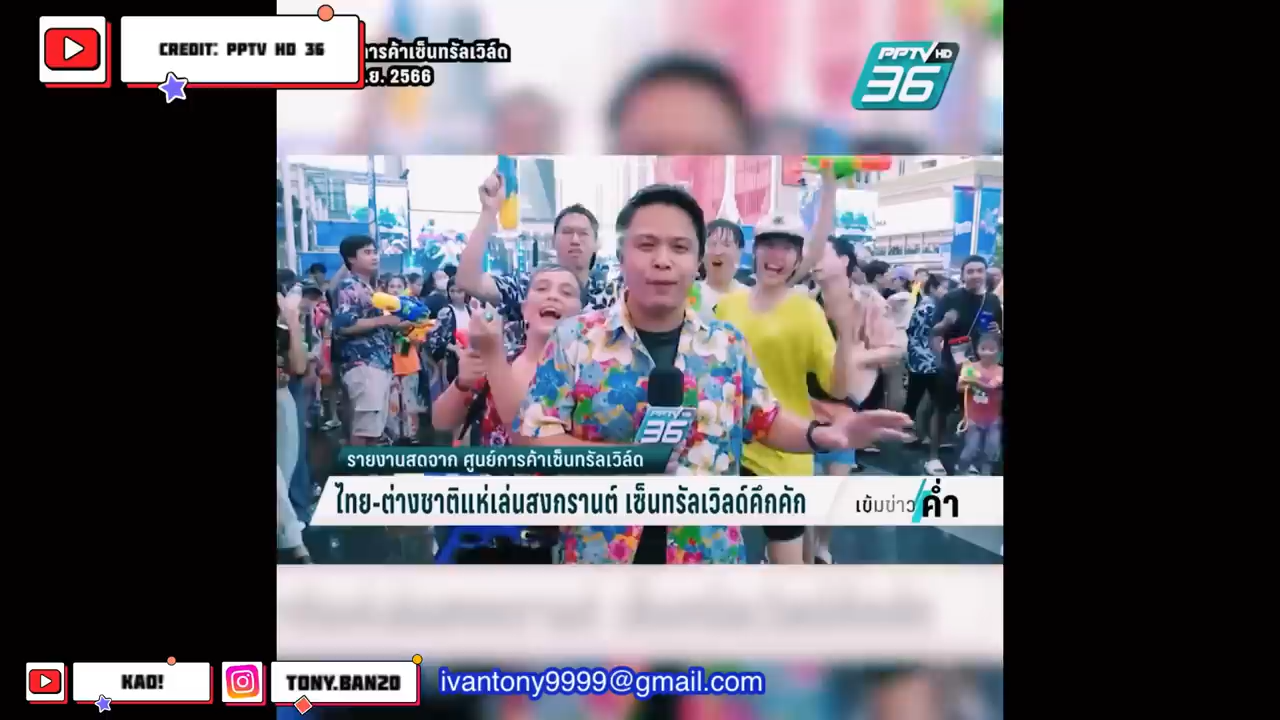 CREDIT: PPTV HD 36
การค้าเซ็นทรัลเวิล์ด
.ย. 2566
PPTV HD
36
PPTV HD
36
รายงานสดจาก ศูนย์การค้าเซ็นทรัลเวิล์ด
ไทย-ต่างชาติแห่เล่นสงกรานต์ เซ็นทรัลเวิลด์คึกคัก
เข้มข่าวค่ำ
KAO!
TONY.BAN20
ivantony9999@gmail.com